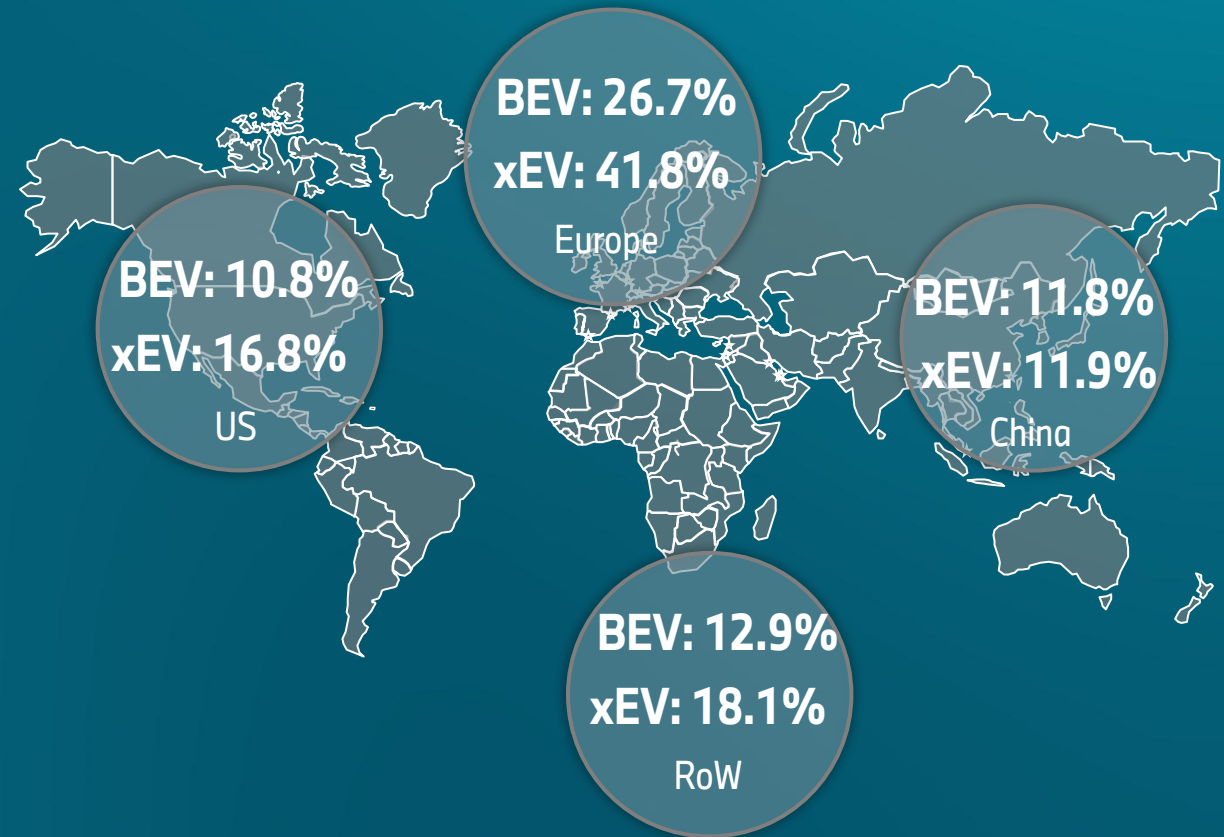 BEV: 26.7%
xEV: 41.8%
Europe
BEV: 10.8%
xEV: 16.8%
US
BEV: 11.8%
xEV: 11.9%
China
BEV: 12.9%
xEV: 18.1%
RoW